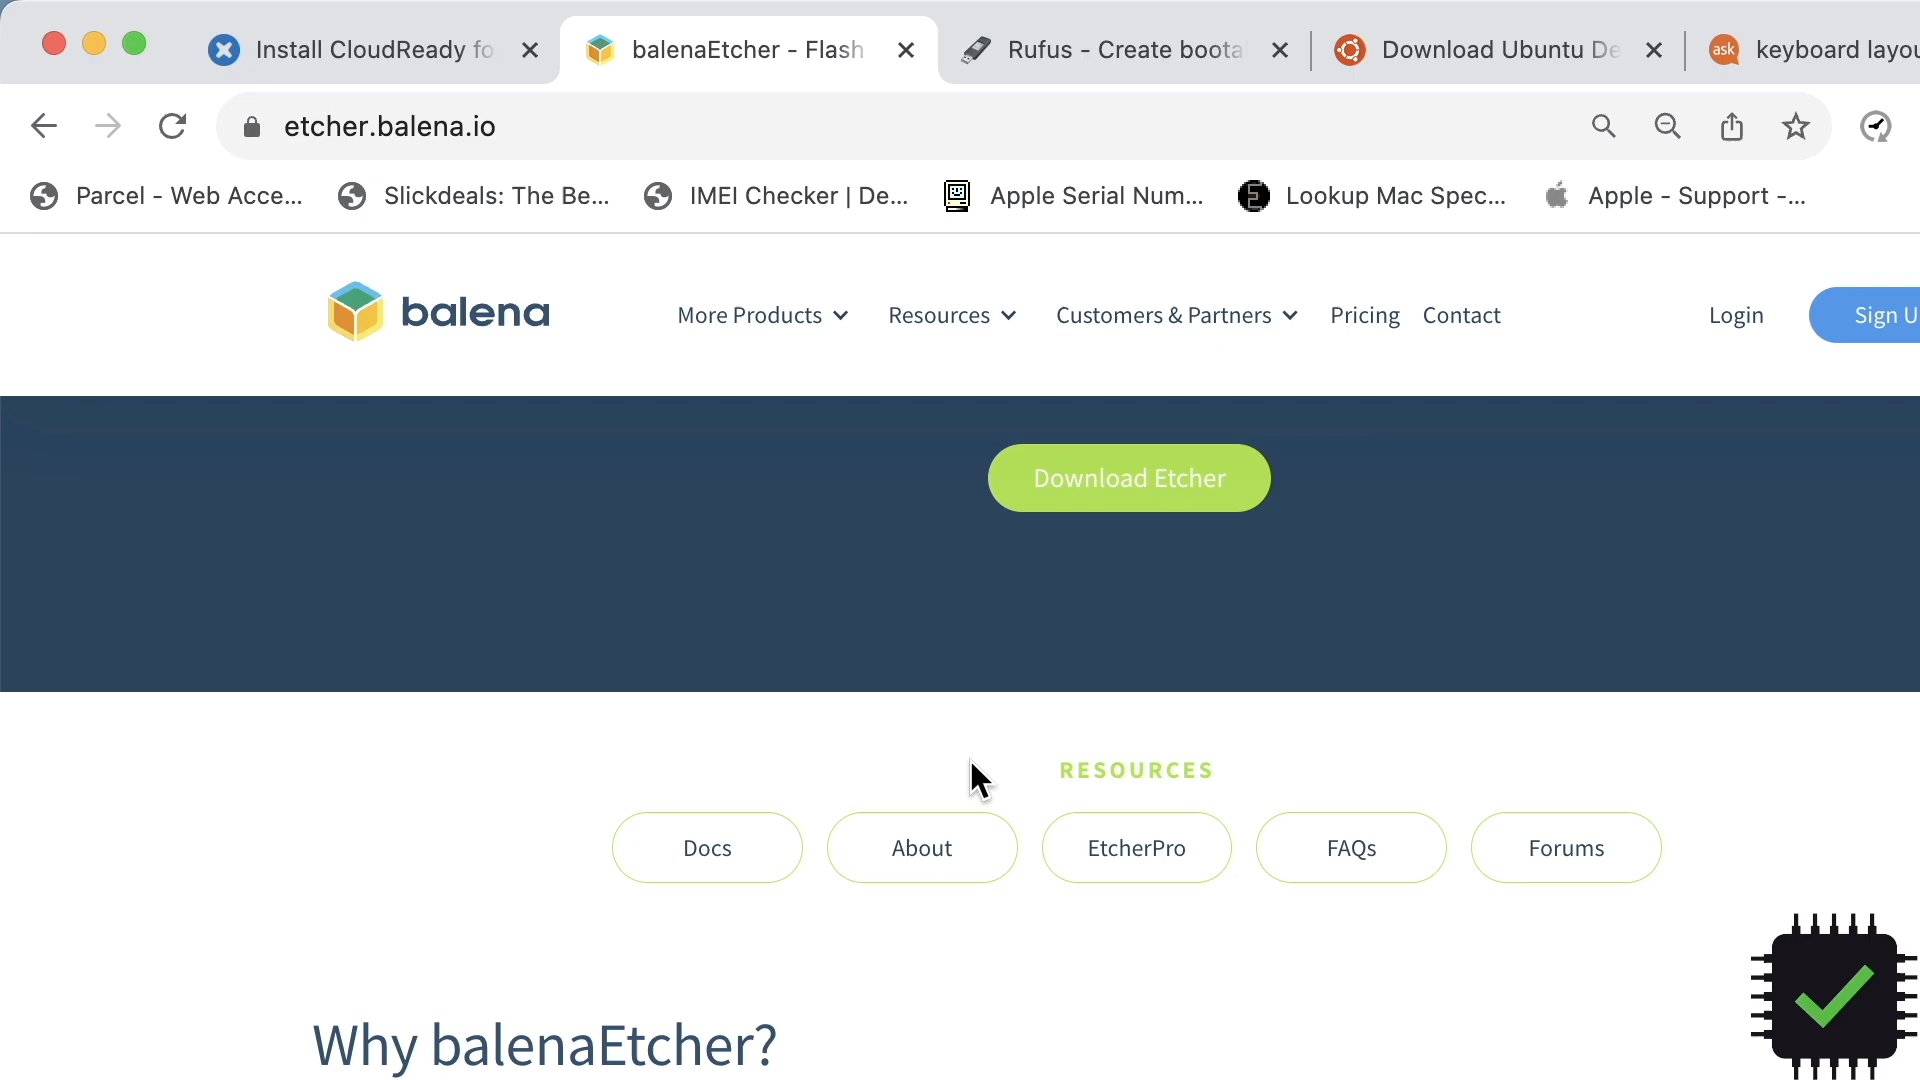 Install CloudReady fo
balenaEtcher - Flash
Rufus - Create boota
Download Ubuntu De
ask
keyboard layou
etcher.balena.io
Parcel - Web Acce...
Slickdeals: The Be...
IMEI Checker | De...
Apple Serial Num...
Lookup Mac Spec...
Apple - Support -...
balena
More Products
Resources
Customers & Partners
Pricing
Contact
Login
Sign U
Download Etcher
RESOURCES
Docs
About
EtcherPro
FAQs
Forums
Why balenaEtcher?